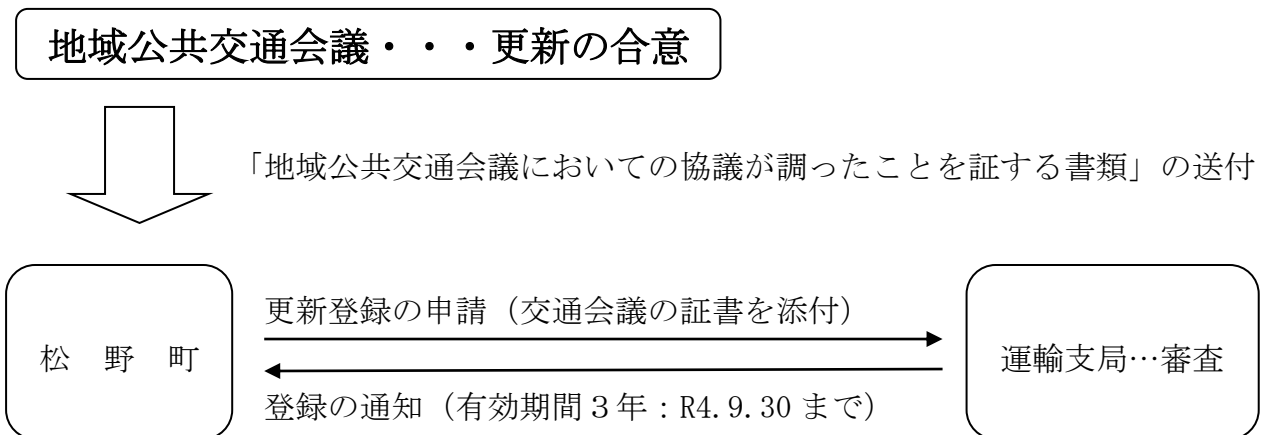 地域公共交通会議・・・更新の合意
「地域公共交通会議においての協議が調ったことを証する書類」の送付
更新登録の申請（交通会議の証書を添付）
松　野　町
運輸支局…審査
登録の通知（有効期間３年：R4.9.30 まで）